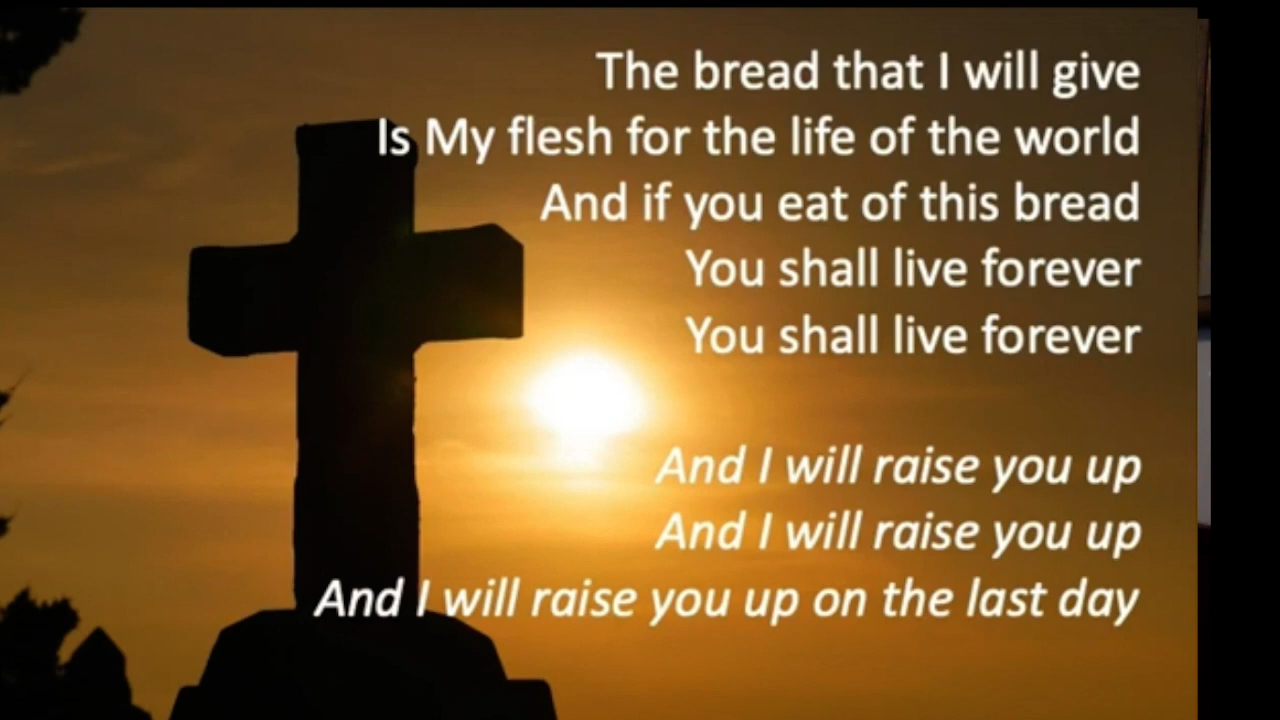 The bread that I will give
Is My flesh for the life of the world
And if you eat of this bread
You shall live forever
You shall live forever
And I will raise you up
And I will raise you up
And I will raise you up on the last day